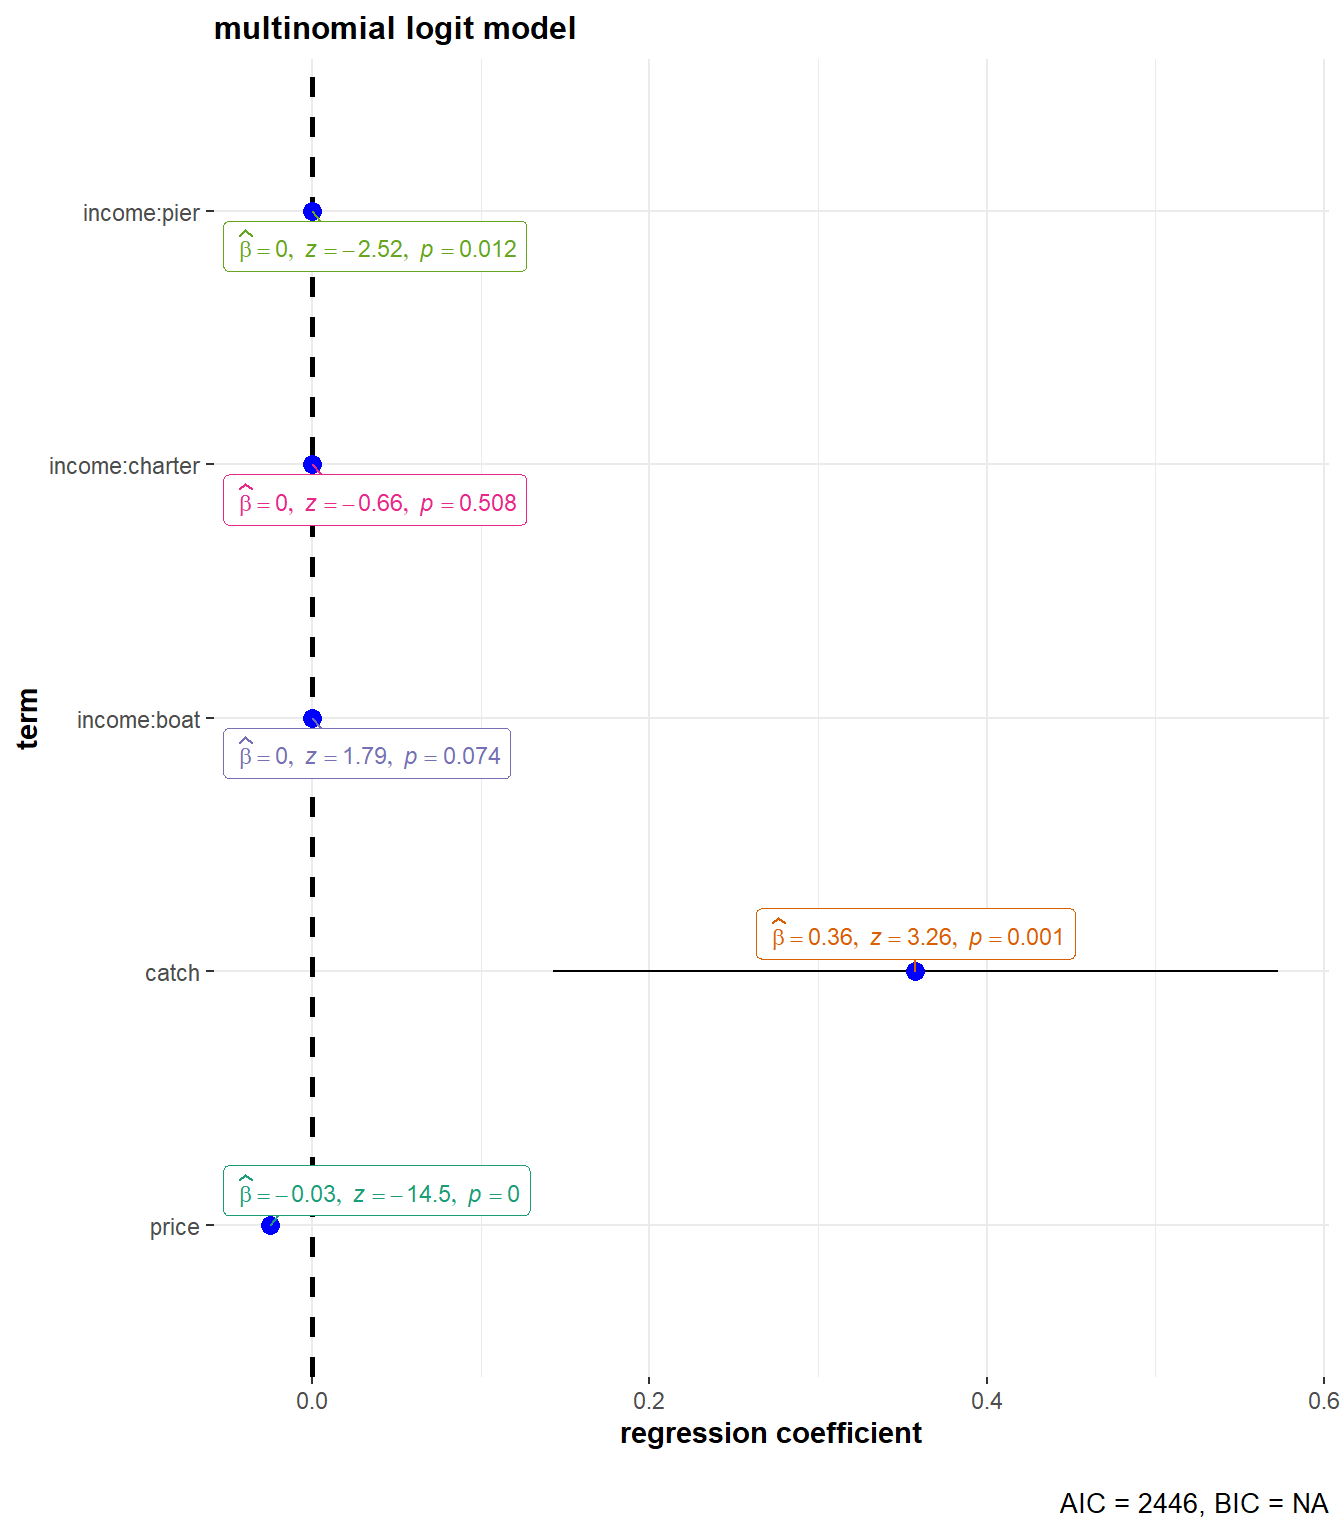 multinomial logit model
income:pier
β̂ = 0, z = −2.52, p = 0.012
income:charter
β̂ = 0, z = −0.66, p = 0.508
term
income:boat
β̂ = 0, z = 1.79, p = 0.074
β̂ = 0.36, z = 3.26, p = 0.001
catch
β̂ = −0.03, z = −14.5, p = 0
price
0.0 0.2 0.4 0.6
regression coefficient
AIC = 2446, BIC = NA